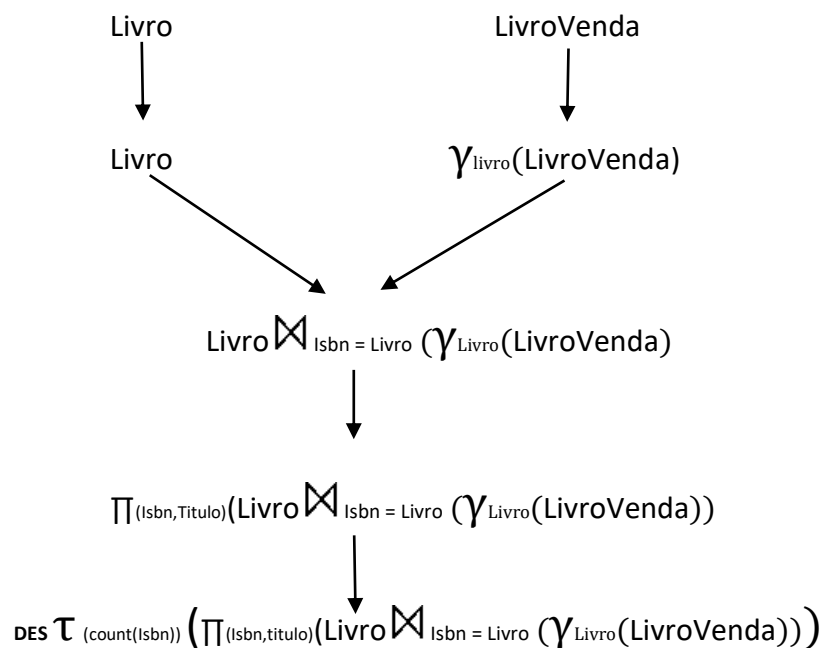 Livro LivroVenda
Livro γlivro(LivroVenda)
Livro ⋈ Isbn = Livro (γLivro(LivroVenda)
∏(Isbn,Titulo)(Livro ⋈ Isbn = Livro (γLivro(LivroVenda))
DES τ (count(Isbn)) (∏(Isbn,titulo)(Livro ⋈ Isbn = Livro (γLivro(LivroVenda)))